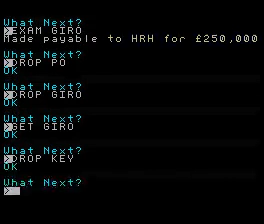 What Next?
>EXAM GIRO
Made payable to HRH for £250,000
What Next?
>DROP PO
OK
What Next?
>DROP GIRO
OK
What Next?
>GET GIRO
OK
What Next?
>DROP KEY
OK
What Next?
>